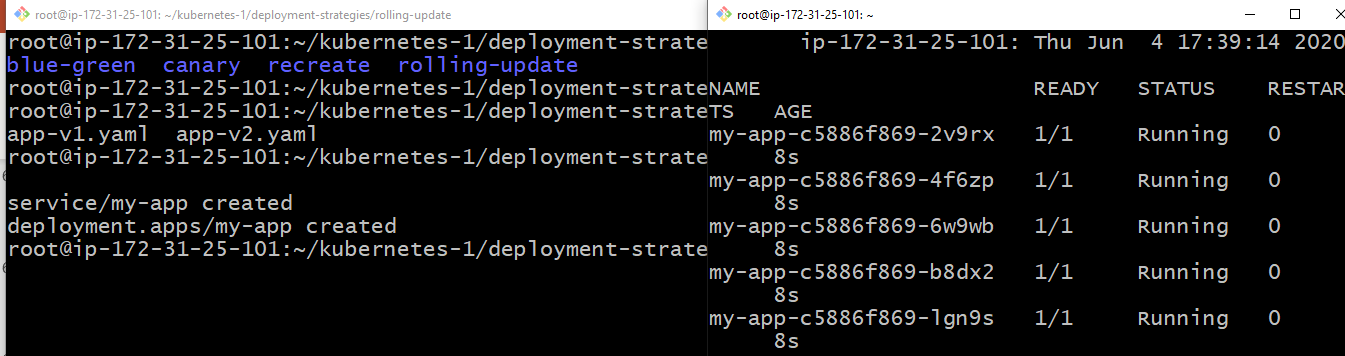 root@ip-172-31-25-101: ~/kubernetes-1/deployment-strategies/rolling-update
root@ip-172-31-25-101:~/kubernetes-1/deployment-strate
blue-green  canary  recreate  rolling-update
root@ip-172-31-25-101:~/kubernetes-1/deployment-strate
root@ip-172-31-25-101:~/kubernetes-1/deployment-strate
app-v1.yaml  app-v2.yaml
root@ip-172-31-25-101:~/kubernetes-1/deployment-strate
service/my-app created
deployment.apps/my-app created
root@ip-172-31-25-101:~/kubernetes-1/deployment-strate
root@ip-172-31-25-101: ~
ip-172-31-25-101: Thu Jun  4 17:39:14 2020
NAME READY STATUS RESTAR
TS AGE
my-app-c5886f869-2v9rx 1/1 Running 0
8s
my-app-c5886f869-4f6zp 1/1 Running 0
8s
my-app-c5886f869-6w9wb 1/1 Running 0
8s
my-app-c5886f869-b8dx2 1/1 Running 0
8s
my-app-c5886f869-lgn9s 1/1 Running 0
8s